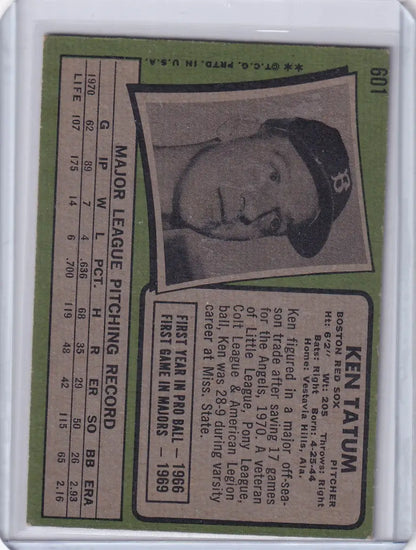 601
KEN TATUM
PITCHER
BOSTON RED SOX
Ht: 6'2" Wt: 205 Throws: Right
Bats: Right Born: 4-25-44
Home: Vestavia Hills, Ala.
Ken figured in a major off-sea-
son trade after saving 17 games
for the Angels, 1970. A veteran
of Little League, Pony League,
Colt League & American Legion
Ball, Ken was 28-9 during varsity
career at Miss. State.
FIRST YEAR IN PRO BALL — 1966
FIRST GAME IN MAJORS — 1969
B
MAJOR LEAGUE PITCHING RECORD
G IP W L PCT. H R ER SO BB ERA
1970 62 89 7 4 .636 68 35 29 50 26 2.93
LIFE 107 175 14 6 .700 119 48 42 115 65 2.16
**©T.C.G. PRTD. IN U.S.A.